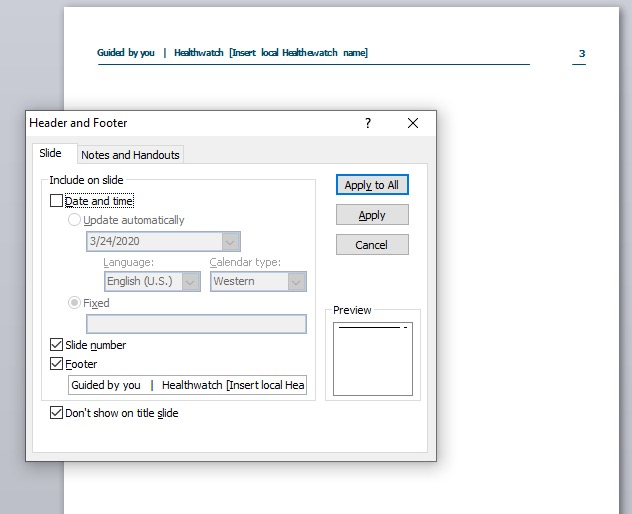 Guided by you | Healthwatch [Insert local Healthewatch name] 3
Header and Footer ?
Slide Notes and Handouts
Include on slide
Date and time
Update automatically
3/24/2020
Language: Calendar type:
English (U.S.) Western
Fixed
Slide number
Footer
Guided by you | Healthwatch [Insert local Hea
Don't show on title slide
Apply to All
Apply
Cancel
Preview